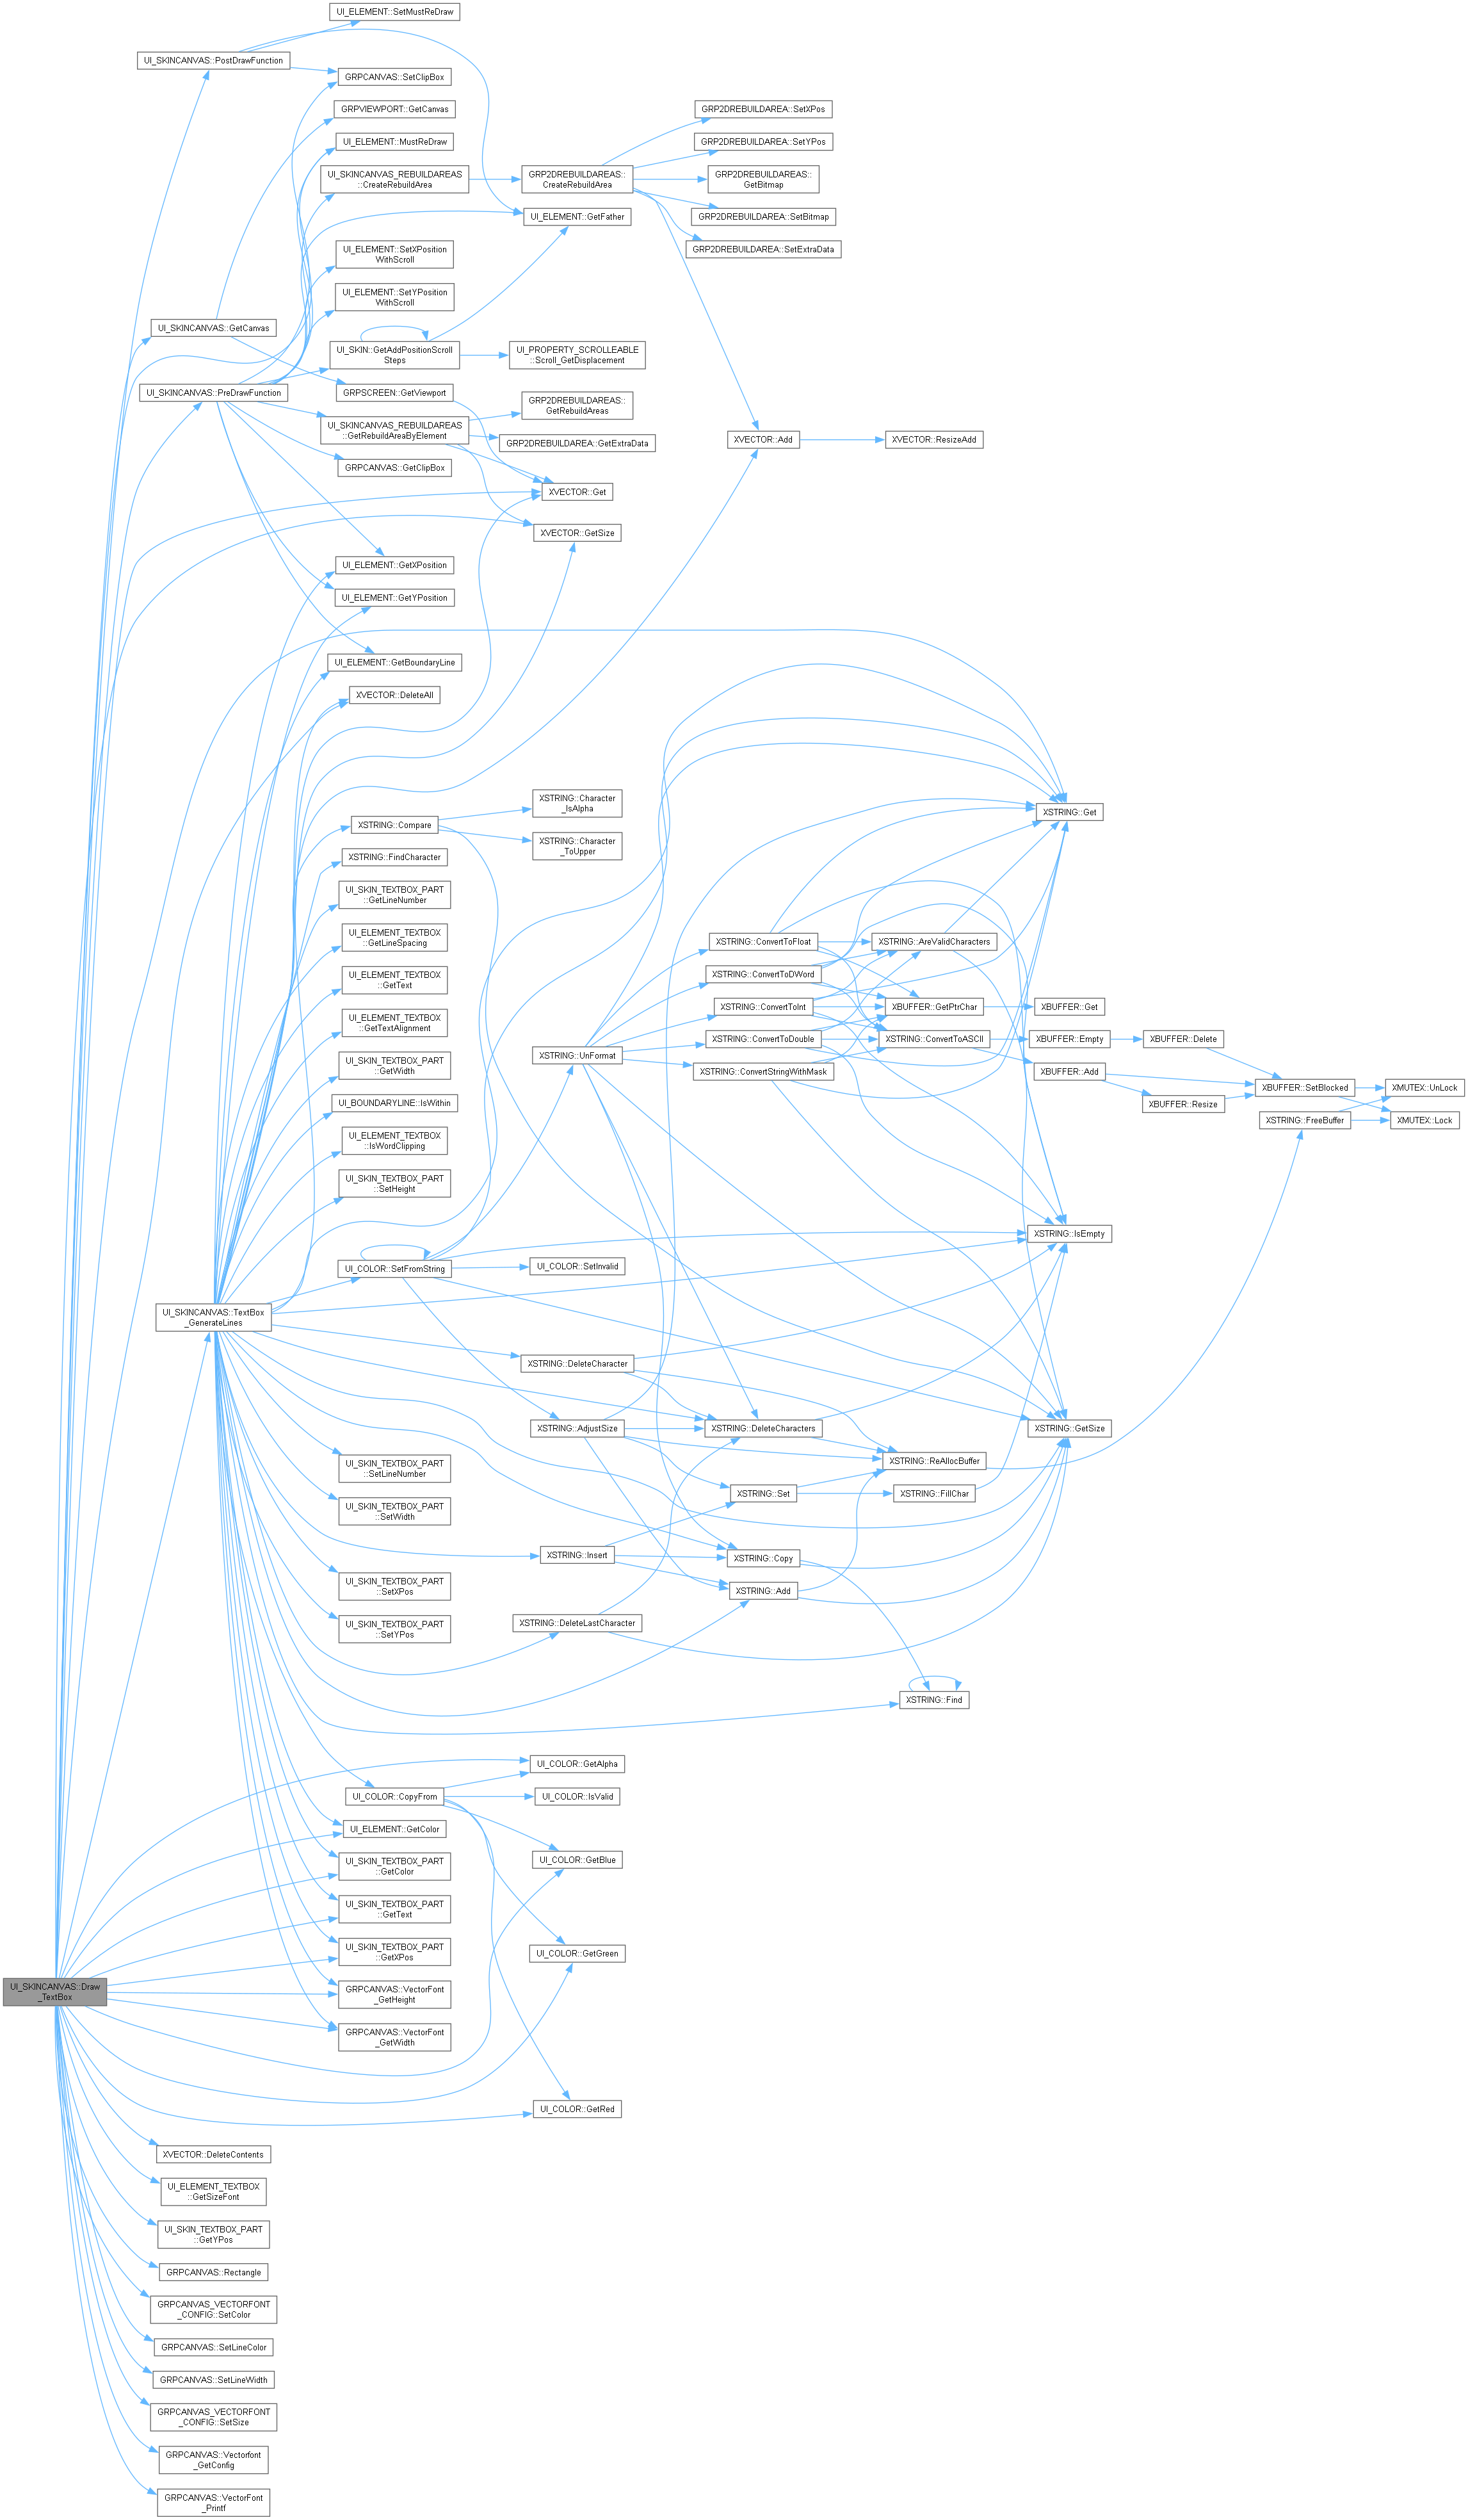 UI_ELEMENT::SetMustReDraw
UI_SKINCANVAS::PostDrawFunction
GRPCANVAS::SetClipBox
GRPVIEWPORT::GetCanvas
GRP2DREBUILDAREA::SetXPos
UI_ELEMENT::MustReDraw
GRP2DREBUILDAREA::SetYPos
UI_SKINCANVAS_REBUILDAREAS
::CreateRebuildArea
GRP2DREBUILDAREAS::
CreateRebuildArea
GRP2DREBUILDAREAS::
GetBitmap
UI_ELEMENT::GetFather
GRP2DREBUILDAREA::SetBitmap
GRP2DREBUILDAREA::SetExtraData
UI_ELEMENT::SetXPosition
WithScroll
UI_ELEMENT::SetYPosition
WithScroll
UI_SKINCANVAS::GetCanvas
UI_SKIN::GetAddPositionScroll
Steps
UI_PROPERTY_SCROLLEABLE
::Scroll_GetDisplacement
UI_SKINCANVAS::PreDrawFunction
GRPSCREEN::GetViewport
GRP2DREBUILDAREAS::
GetRebuildAreas
UI_SKINCANVAS_REBUILDAREAS
::GetRebuildAreaByElement
GRP2DREBUILDAREA::GetExtraData
XVECTOR::Add
XVECTOR::ResizeAdd
GRPCANVAS::GetClipBox
XVECTOR::Get
XVECTOR::GetSize
UI_ELEMENT::GetXPosition
UI_ELEMENT::GetYPosition
UI_ELEMENT::GetBoundaryLine
XVECTOR::DeleteAll
XSTRING::Character
_IsAlpha
XSTRING::Get
XSTRING::Compare
XSTRING::Character
_ToUpper
XSTRING::FindCharacter
UI_SKIN_TEXTBOX_PART
::GetLineNumber
UI_ELEMENT_TEXTBOX
::GetLineSpacing
XSTRING::ConvertToFloat
XSTRING::AreValidCharacters
UI_ELEMENT_TEXTBOX
::GetText
XSTRING::ConvertToDWord
XSTRING::ConvertToInt
XBUFFER::GetPtrChar
XBUFFER::Get
UI_ELEMENT_TEXTBOX
::GetTextAlignment
XSTRING::ConvertToDouble
XSTRING::ConvertToASCII
XBUFFER::Empty
XBUFFER::Delete
XSTRING::UnFormat
UI_SKIN_TEXTBOX_PART
::GetWidth
XSTRING::ConvertStringWithMask
XBUFFER::Add
XBUFFER::SetBlocked
XMUTEX::UnLock
UI_BOUNDARYLINE::IsWithin
XBUFFER::Resize
XSTRING::FreeBuffer
XMUTEX::Lock
UI_ELEMENT_TEXTBOX
::IsWordClipping
UI_SKIN_TEXTBOX_PART
::SetHeight
XSTRING::IsEmpty
UI_COLOR::SetFromString
UI_COLOR::SetInvalid
UI_SKINCANVAS::TextBox
_GenerateLines
XSTRING::DeleteCharacter
XSTRING::AdjustSize
XSTRING::DeleteCharacters
XSTRING::GetSize
UI_SKIN_TEXTBOX_PART
::SetLineNumber
XSTRING::ReAllocBuffer
XSTRING::Set
XSTRING::FillChar
UI_SKIN_TEXTBOX_PART
::SetWidth
XSTRING::Insert
XSTRING::Copy
UI_SKIN_TEXTBOX_PART
::SetXPos
XSTRING::Add
UI_SKIN_TEXTBOX_PART
::SetYPos
XSTRING::DeleteLastCharacter
XSTRING::Find
UI_COLOR::GetAlpha
UI_COLOR::CopyFrom
UI_COLOR::IsValid
UI_ELEMENT::GetColor
UI_SKIN_TEXTBOX_PART
::GetColor
UI_COLOR::GetBlue
UI_SKIN_TEXTBOX_PART
::GetText
UI_SKIN_TEXTBOX_PART
::GetXPos
UI_COLOR::GetGreen
UI_SKINCANVAS::Draw
_TextBox
GRPCANVAS::VectorFont
_GetHeight
GRPCANVAS::VectorFont
_GetWidth
UI_COLOR::GetRed
XVECTOR::DeleteContents
UI_ELEMENT_TEXTBOX
::GetSizeFont
UI_SKIN_TEXTBOX_PART
::GetYPos
GRPCANVAS::Rectangle
GRPCANVAS_VECTORFONT
_CONFIG::SetColor
GRPCANVAS::SetLineColor
GRPCANVAS::SetLineWidth
GRPCANVAS_VECTORFONT
_CONFIG::SetSize
GRPCANVAS::Vectorfont
_GetConfig
GRPCANVAS::VectorFont
_Printf